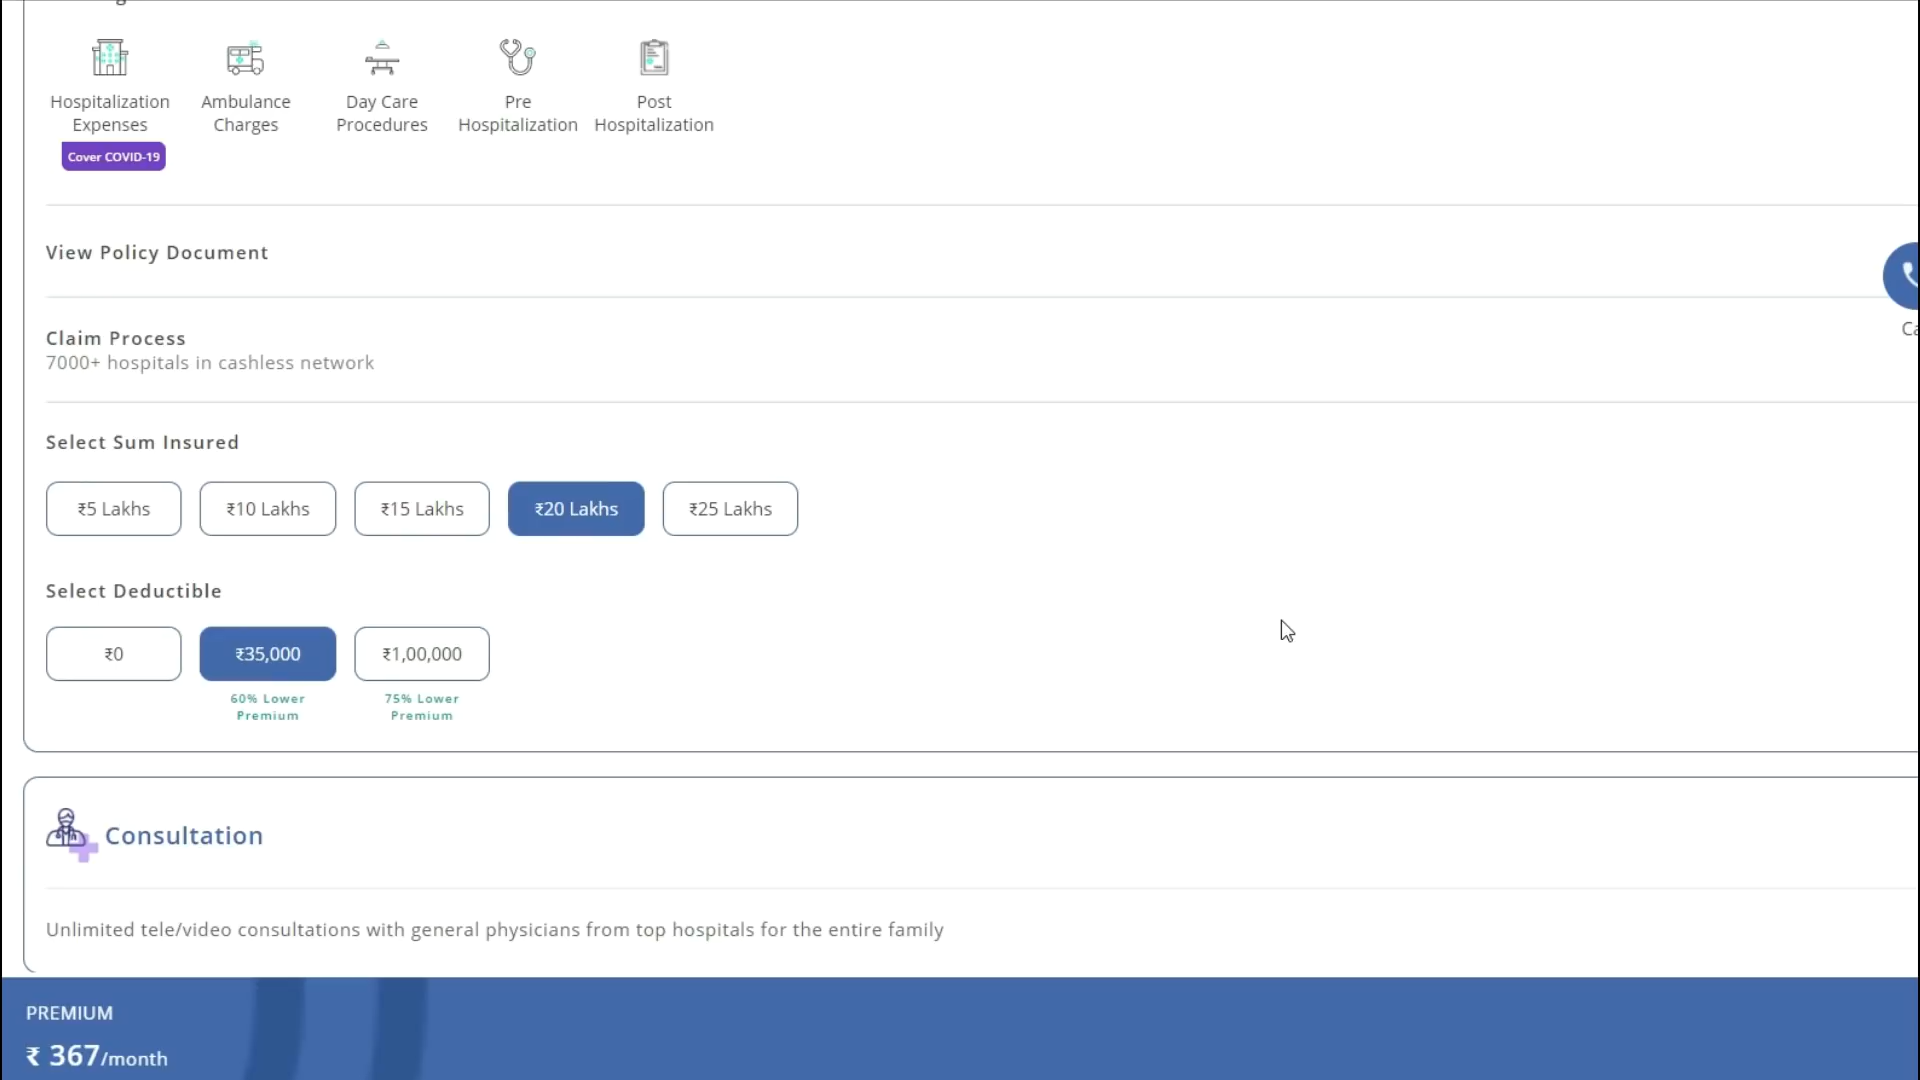 Hospitalization
Expenses
Cover COVID-19
Ambulance
Charges
Day Care
Procedures
Pre
Hospitalization
Post
Hospitalization
View Policy Document
Claim Process
7000+ hospitals in cashless network
Select Sum Insured
₹5 Lakhs
₹10 Lakhs
₹15 Lakhs
₹20 Lakhs
₹25 Lakhs
Select Deductible
₹0
₹35,000
₹1,00,000
60% Lower
Premium
75% Lower
Premium
Consultation
Unlimited tele/video consultations with general physicians from top hospitals for the entire family
PREMIUM
₹ 367/month